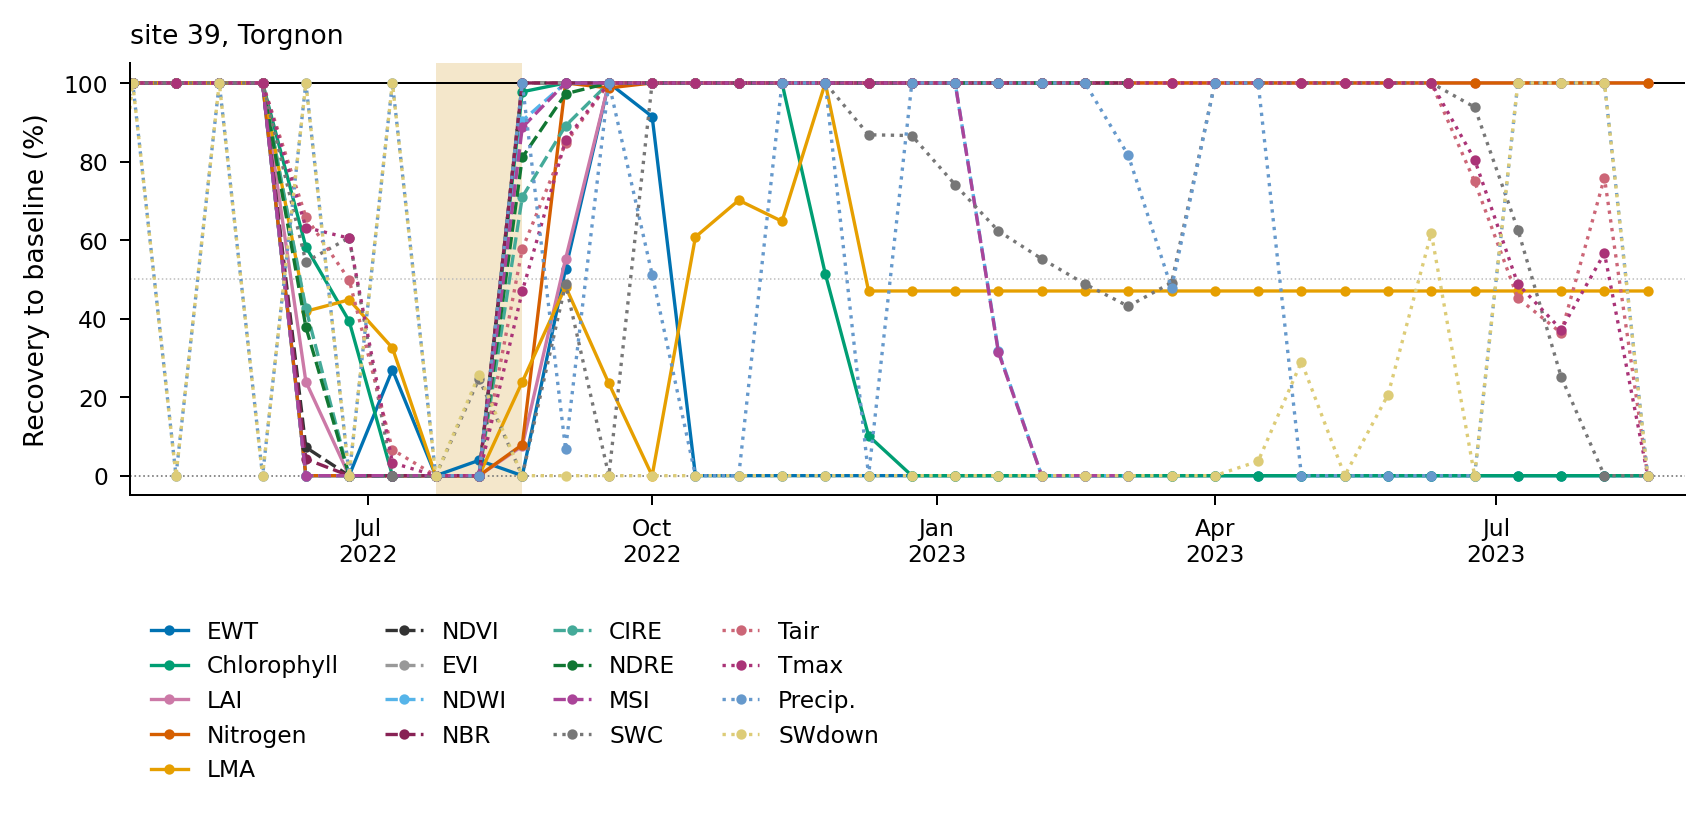 site 39, Torgnon
Recovery to baseline (%)
100
80
60
40
20
0
Jul
2022
Oct
2022
Jan
2023
Apr
2023
Jul
2023
EWT
Chlorophyll
LAI
Nitrogen
LMA
NDVI
EVI
NDWI
NBR
CIRE
NDRE
MSI
SWC
Tair
Tmax
Precip.
SWdown